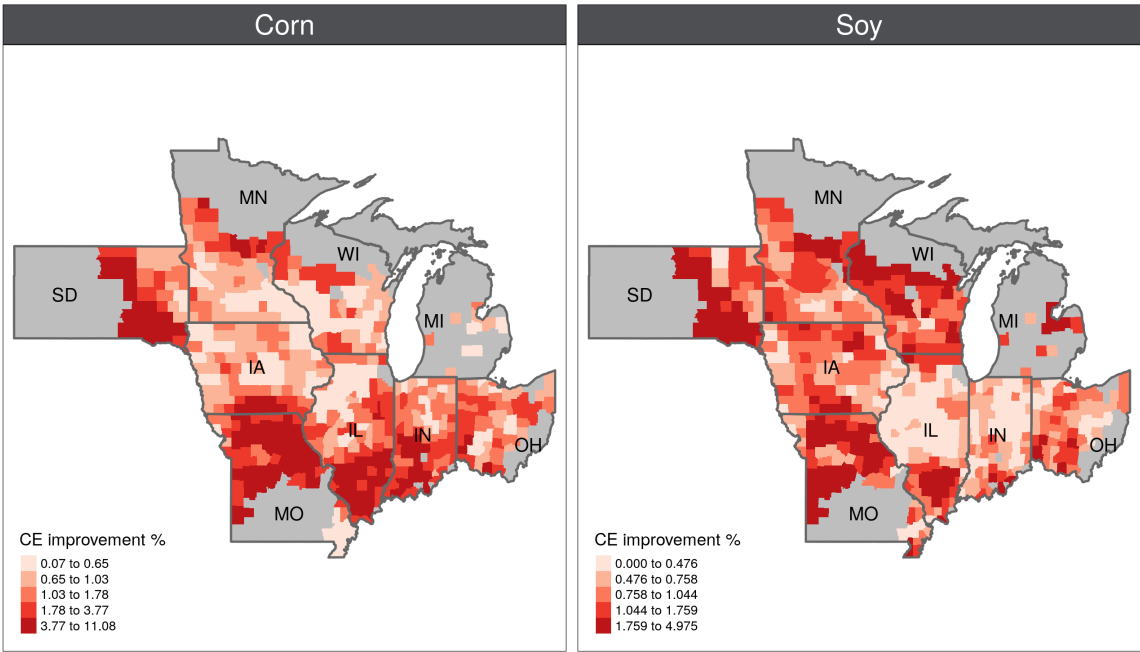 Corn
MN
WI
SD
MI
IA
IL
IN
OH
MO
CE improvement %
0.07 to 0.65
0.65 to 1.03
1.03 to 1.78
1.78 to 3.77
3.77 to 11.08
Soy
MN
WI
SD
MI
IA
IL
IN
OH
MO
CE improvement %
0.000 to 0.476
0.476 to 0.758
0.758 to 1.044
1.044 to 1.759
1.759 to 4.975